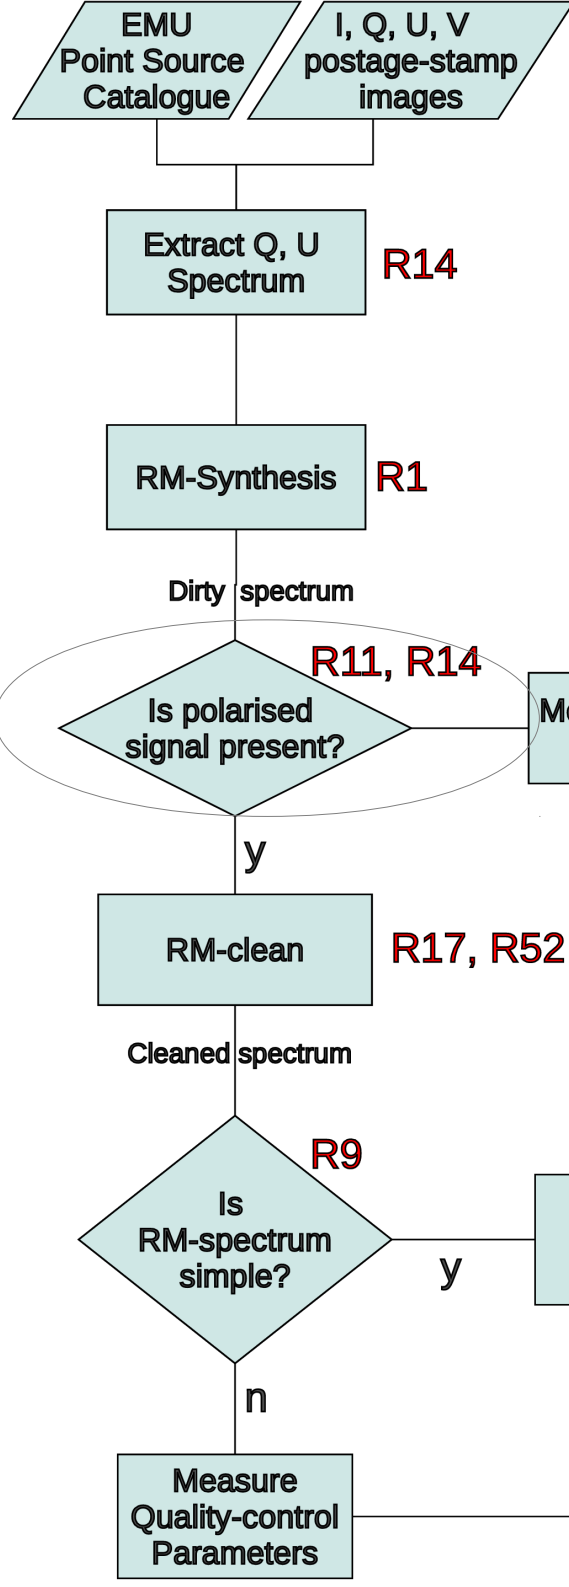 EMU
Point Source
Catalogue
I, Q, U, V
postage-stamp
images
Extract Q, U
Spectrum
R14
RM-Synthesis
R1
Dirty spectrum
R11, R14
Is polarised
signal present?
y
RM-clean
R17, R52
Cleaned spectrum
R9
Is
RM-spectrum
simple?
y
n
Measure
Quality-control
Parameters